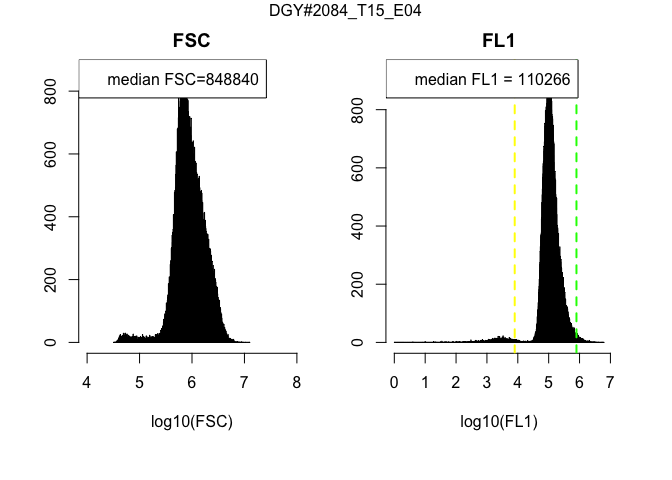 DGY#2084_T15_E04
FSC
median FSC=848840
0
200
400
600
800
4 5 6 7 8
log10(FSC)
FL1
median FL1 = 110266
0
200
400
600
800
0 1 2 3 4 5 6 7
log10(FL1)